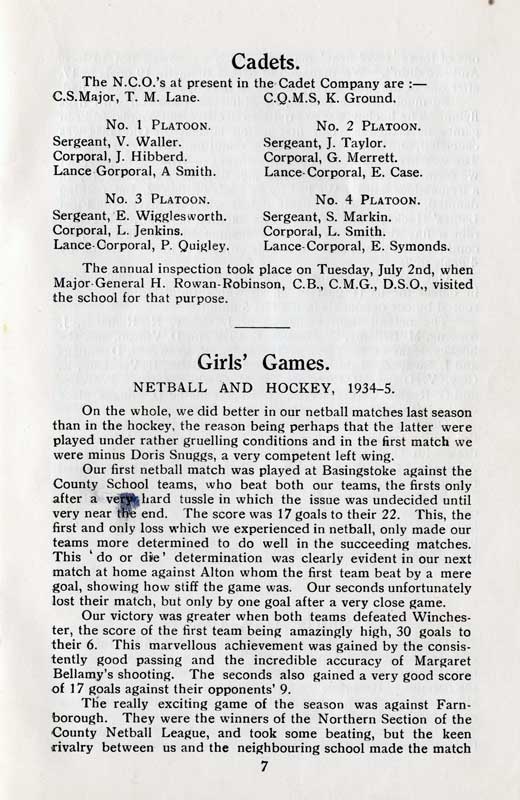 Cadets.
The N.C.O.'s at present in the Cadet Company are :—
C.S.Major, T. M. Lane. C.Q.M.S, K. Ground.
No. 1 PLATOON. No. 2 PLATOON.
Sergeant, V. Waller. Sergeant, J. Taylor.
Corporal, J. Hibberd. Corporal, G. Merrett.
Lance Gorporal, A Smith. Lance-Corporal, E. Case.
No. 3 PLATOON. No. 4 PLATOON.
Sergeant, E. Wigglesworth. Sergeant, S. Markin.
Corporal, L. Jenkins. Corporal, L. Smith.
Lance-Corporal, P. Quigley. Lance-Corporal, E. Symonds.
The annual inspection took place on Tuesday, July 2nd, when
Major-General H. Rowan-Robinson, C.B., C.M.G., D.S.O., visited
the school for that purpose.
Girls' Games.
NETBALL AND HOCKEY, 1934-5.
On the whole, we did better in our netball matches last season
than in the hockey, the reason being perhaps that the latter were
played under rather gruelling conditions and in the first match we
were minus Doris Snuggs, a very competent left wing.
Our first netball match was played at Basingstoke against the
County School teams, who beat both our teams, the firsts only
after a very hard tussle in which the issue was undecided until
very near the end. The score was 17 goals to their 22. This, the
first and only loss which we experienced in netball, only made our
teams more determined to do well in the succeeding matches.
This 'do or die' determination was clearly evident in our next
match at home against Alton whom the first team beat by a mere
goal, showing how stiff the game was. Our seconds unfortunately
lost their match, but only by one goal after a very close game.
Our victory was greater when both teams defeated Winches-
ter, the score of the first team being amazingly high, 30 goals to
their 6. This marvellous achievement was gained by the consis-
tently good passing and the incredible accuracy of Margaret
Bellamy's shooting. The seconds also gained a very good score
of 17 goals against their opponents' 9.
The really exciting game of the season was against Farn-
borough. They were the winners of the Northern Section of the
County Netball League, and took some beating, but the keen
rivalry between us and the neighbouring school made the match
7